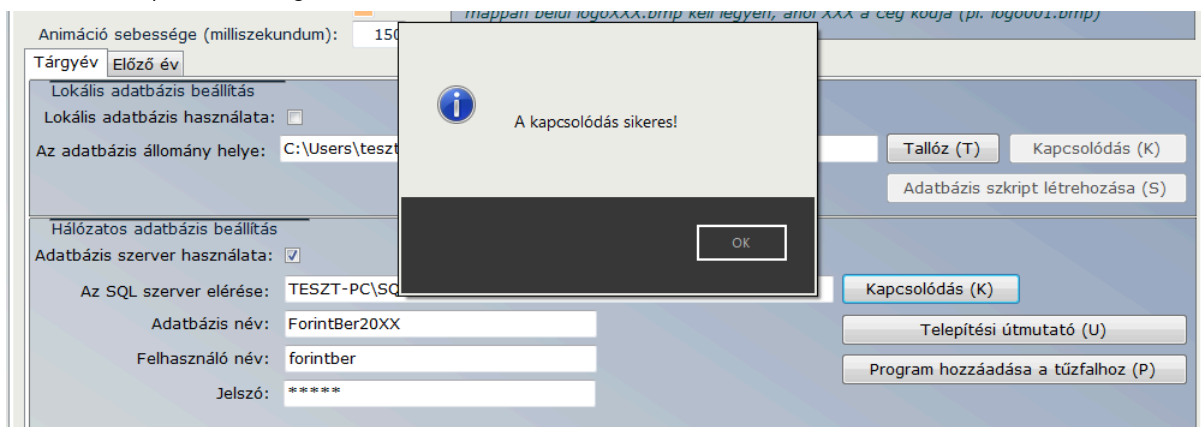 mappán belül logoXXX.bmp kell legyen, ahol XXX a cég kódja (pl. logo001.bmp)
Animáció sebessége (milliszekundum): 150
Tárgyév Előző év
Lokális adatbázis beállítás
Lokális adatbázis használata:
Az adatbázis állomány helye: C:\Users\teszt Tallóz (T) Kapcsolódás (K)
Adatbázis szkript létrehozása (S)
A kapcsolódás sikeres!
OK
Hálózatos adatbázis beállítás
Adatbázis szerver használata:
Az SQL szerver elérése: TESZT-PC\SQ Kapcsolódás (K)
Adatbázis név: ForintBer20XX Telepítési útmutató (U)
Felhasználó név: forintber Program hozzáadása a tűzfalhoz (P)
Jelszó: *****